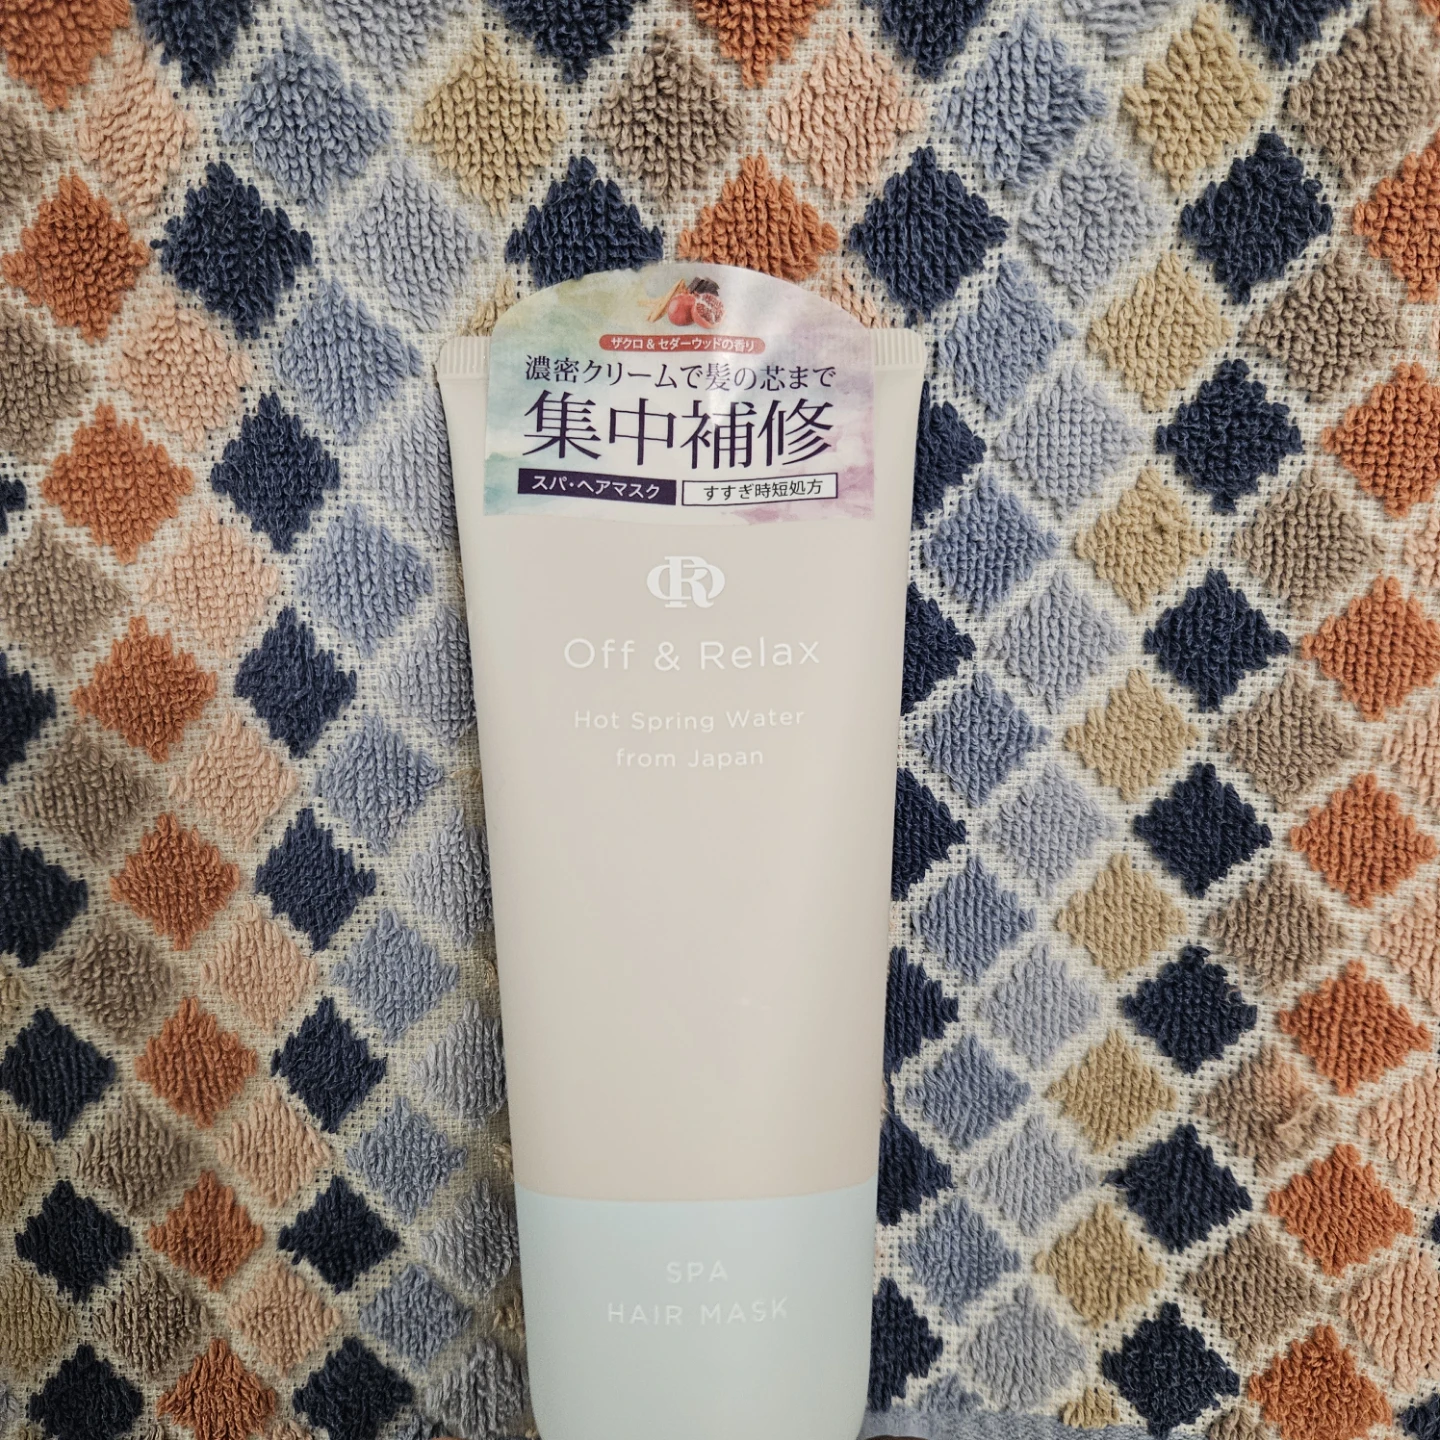 ザクロ&セダーウッドの香り
濃密クリームで髪の芯まで
集中補修
スパ・ヘアマスク すすぎ時短処方
OR
Off & Relax
Hot Spring Water
from Japan
SPA
HAIR MASK